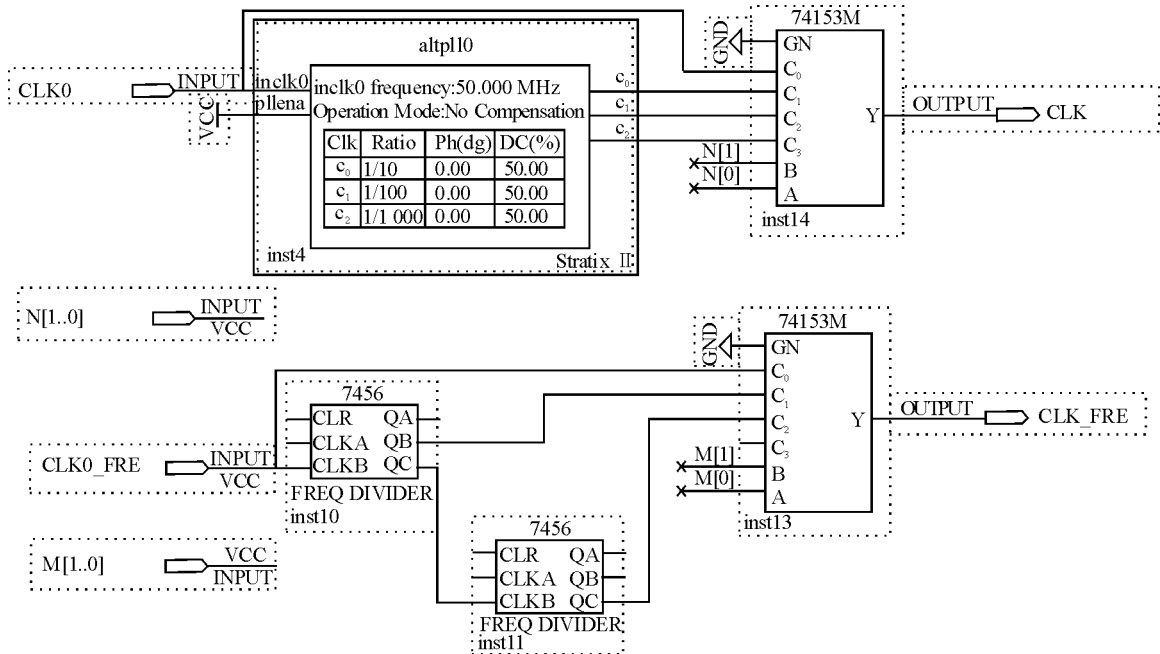 74153M
altpll0
GND
GN
C₀
CLK0
INPUT
inclk0
inclk0 frequency:50.000 MHz
c₀
C₁
OUTPUT
CLK
VCC
pllena
Operation Mode:No Compensation
c₁
C₂
Y
Clk Ratio Ph(dg) DC(%)
c₂
C₃
c₀ 1/10 0.00 50.00
N[1]
B
c₁ 1/100 0.00 50.00
N[0]
A
c₂ 1/1 000 0.00 50.00
inst14
inst4
Stratix II
N[1..0]
INPUT
VCC
74153M
GND
GN
C₀
7456
C₁
CLR QA
C₂
Y
OUTPUT
CLK_FRE
CLKA QB
C₃
CLK0_FRE
INPUT
VCC
CLKB QC
M[1]
B
M[0]
A
FREQ DIVIDER
inst10
inst13
7456
M[1..0]
VCC
INPUT
CLR QA
CLKA QB
CLKB QC
FREQ DIVIDER
inst11